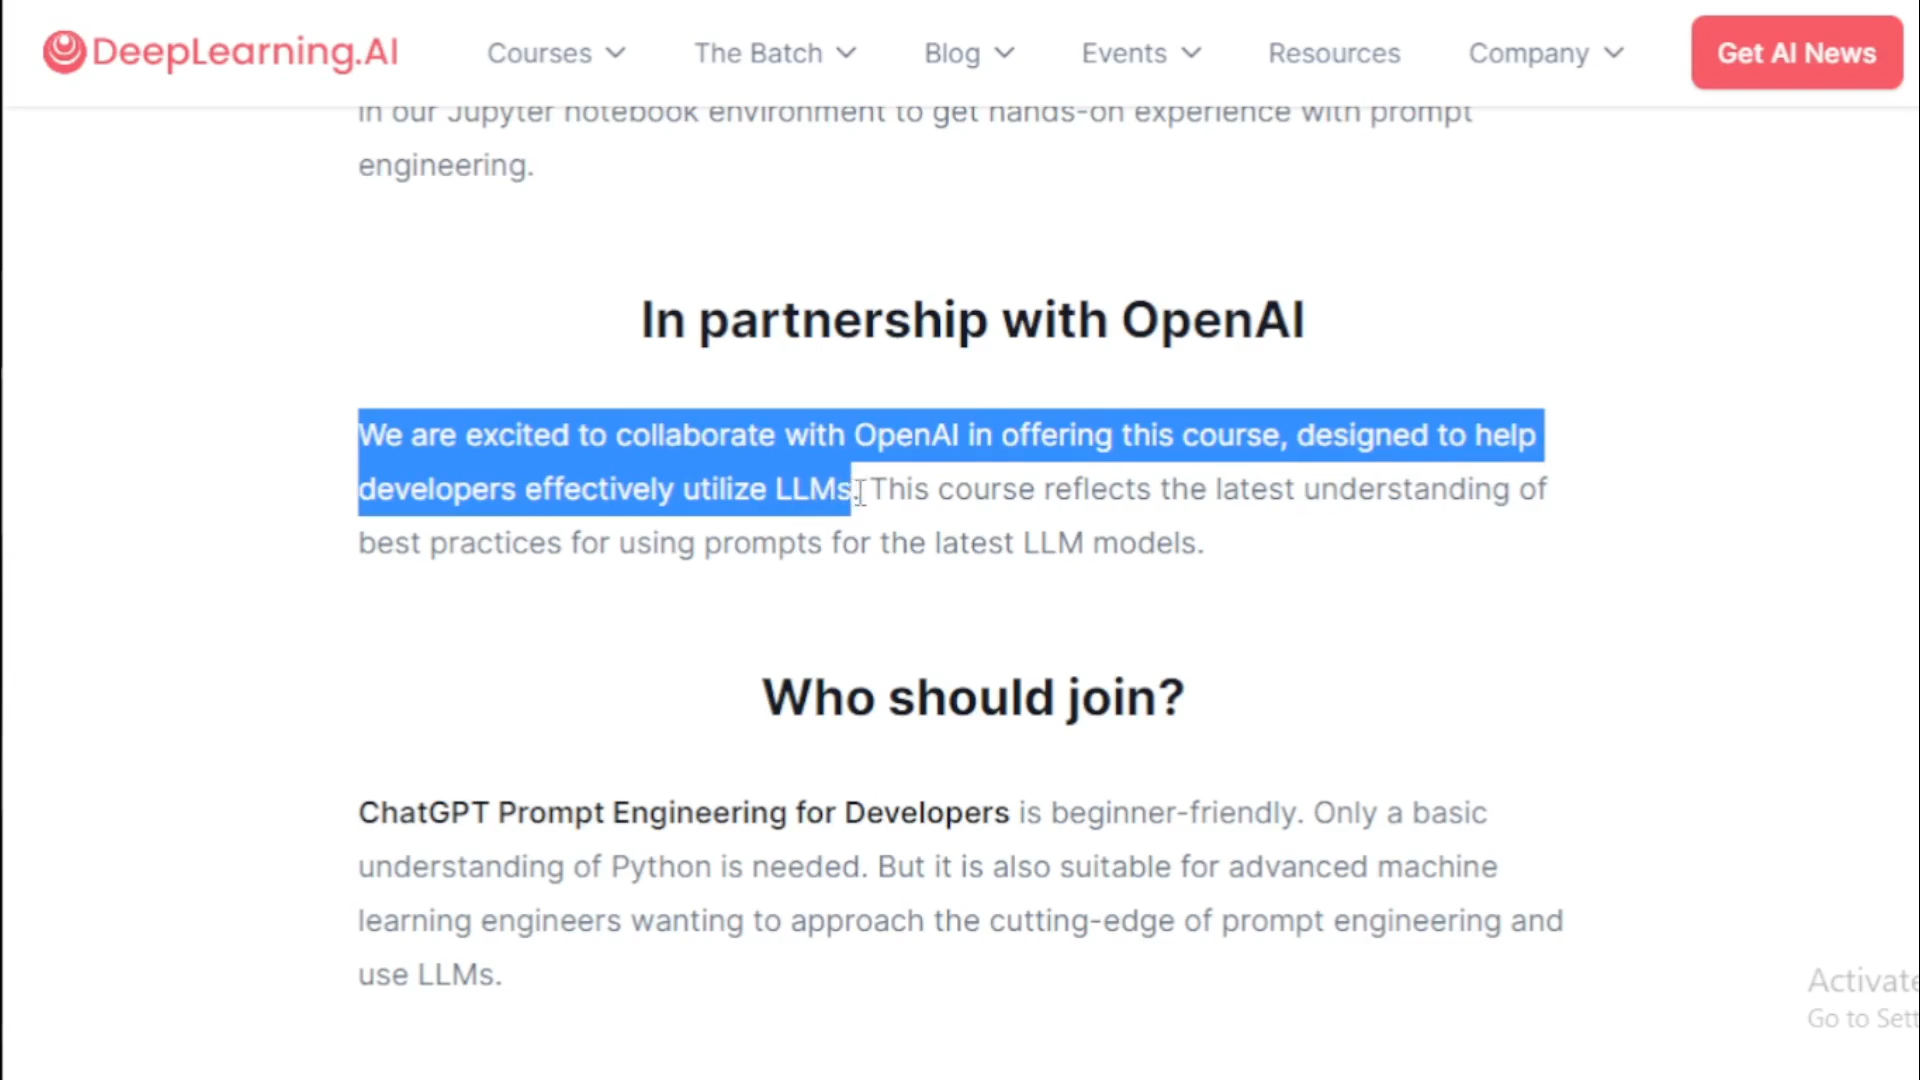 DeepLearning.AI Courses The Batch Blog Events Resources Company Get AI News
in our Jupyter notebook environment to get hands-on experience with prompt
engineering.
In partnership with OpenAI
We are excited to collaborate with OpenAI in offering this course, designed to help
developers effectively utilize LLMs. This course reflects the latest understanding of
best practices for using prompts for the latest LLM models.
Who should join?
ChatGPT Prompt Engineering for Developers is beginner-friendly. Only a basic
understanding of Python is needed. But it is also suitable for advanced machine
learning engineers wanting to approach the cutting-edge of prompt engineering and
use LLMs.
Activate
Go to Sett